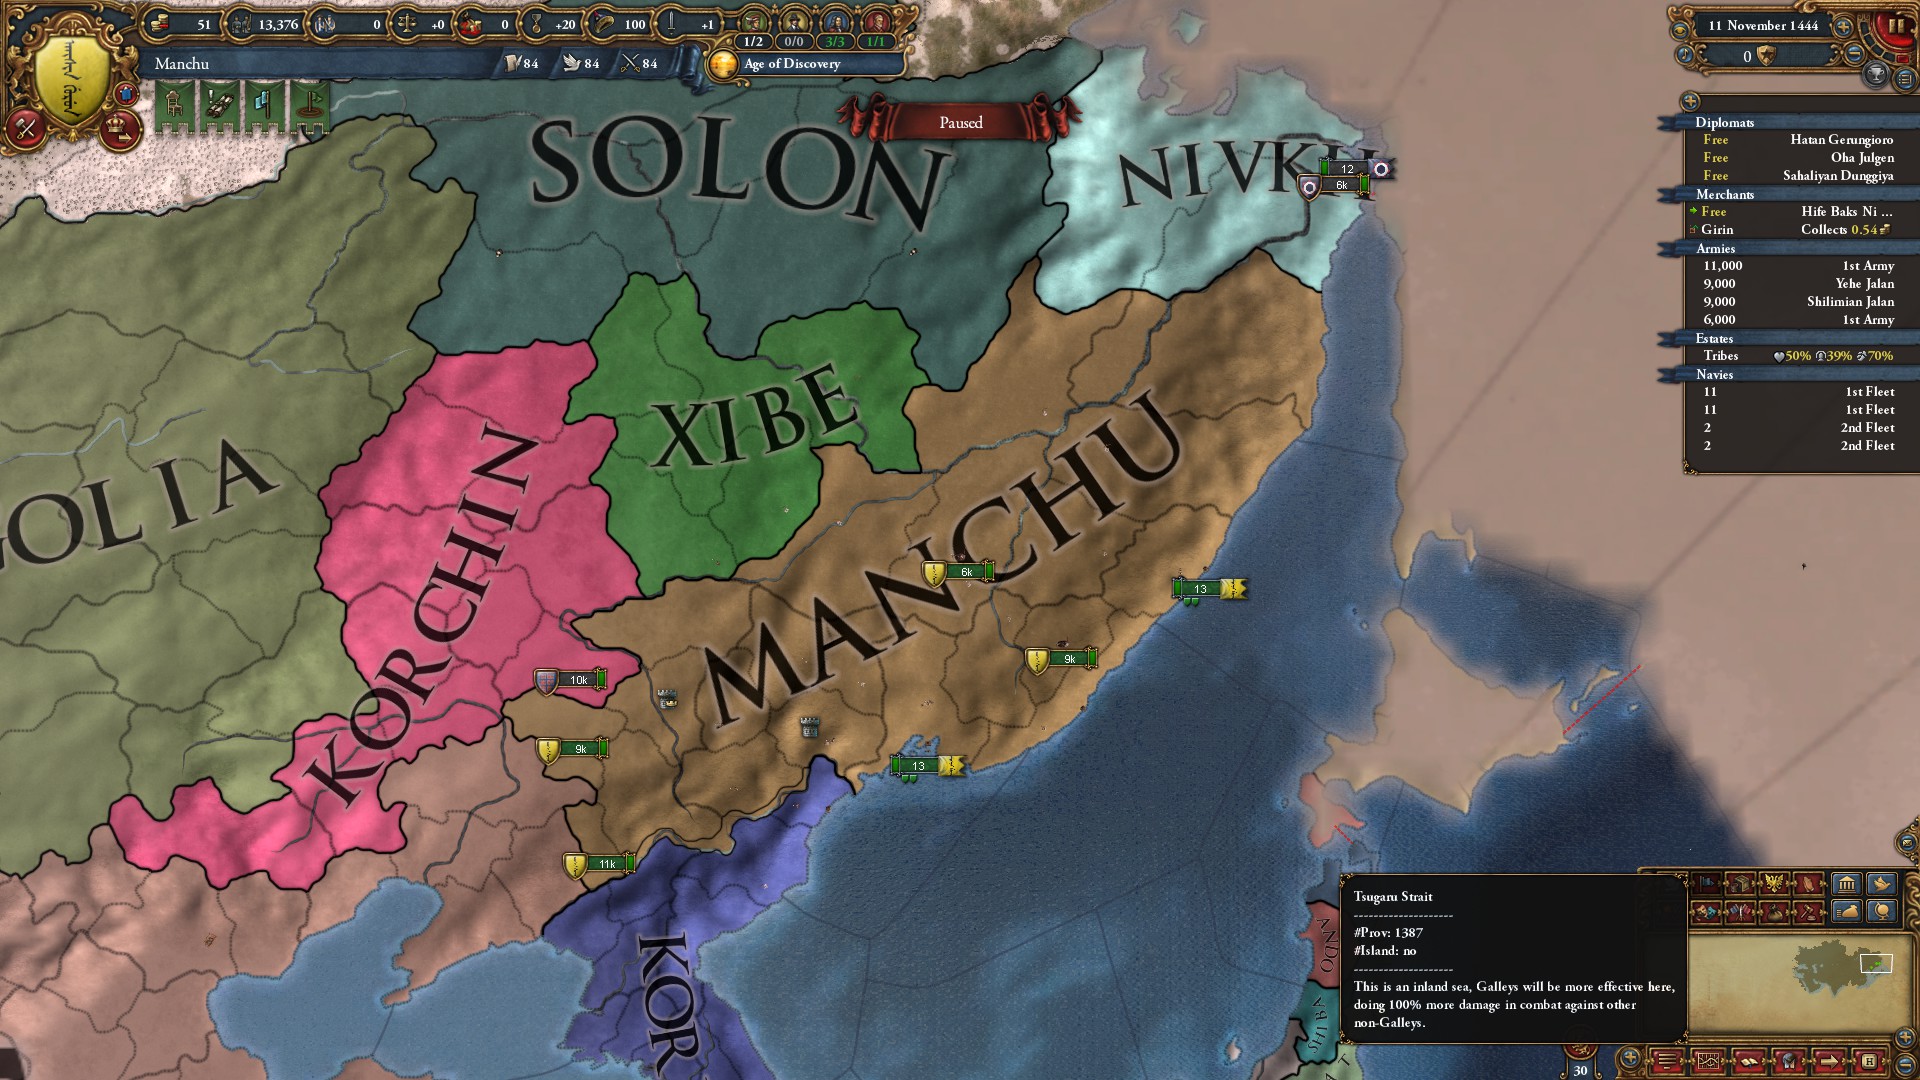 51
13,376
0
+0
0
+20
100
+1
1/2
0/0
3/3
1/1
Manchu
84
84
84
Age of Discovery
11 November 1444
0
Paused
Diplomats
Free Hatan Gerungioro
Free Oha Julgen
Free Sahaliyan Dunggiya
Merchants
Free Hife Baks Ni ...
Girin Collects 0.54
Armies
11,000 1st Army
9,000 Yehe Jalan
9,000 Shilimian Jalan
6,000 1st Army
Estates
Tribes 50% 39% 70%
Navies
11 1st Fleet
11 1st Fleet
2 2nd Fleet
2 2nd Fleet
SOLON
NIVKH
12
6k
XIBE
GOLIA
KORCHIN
MANCHU
6k
13
9k
10k
9k
13
11k
KOR
ANDO
SHIBA
Tsugaru Strait
--------------------
#Prov: 1387
#Island: no
--------------------
This is an inland sea, Galleys will be more effective here,
doing 100% more damage in combat against other
non-Galleys.
30
H